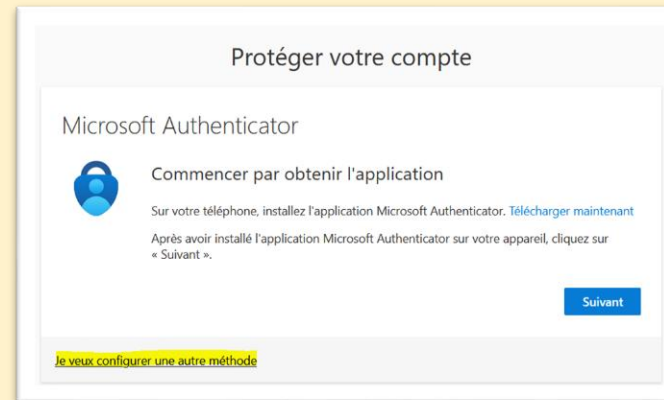 Protéger votre compte
Microsoft Authenticator
Commencer par obtenir l'application
Sur votre téléphone, installez l'application Microsoft Authenticator. Télécharger maintenant
Après avoir installé l'application Microsoft Authenticator sur votre appareil, cliquez sur
« Suivant ».
Suivant
Je veux configurer une autre méthode